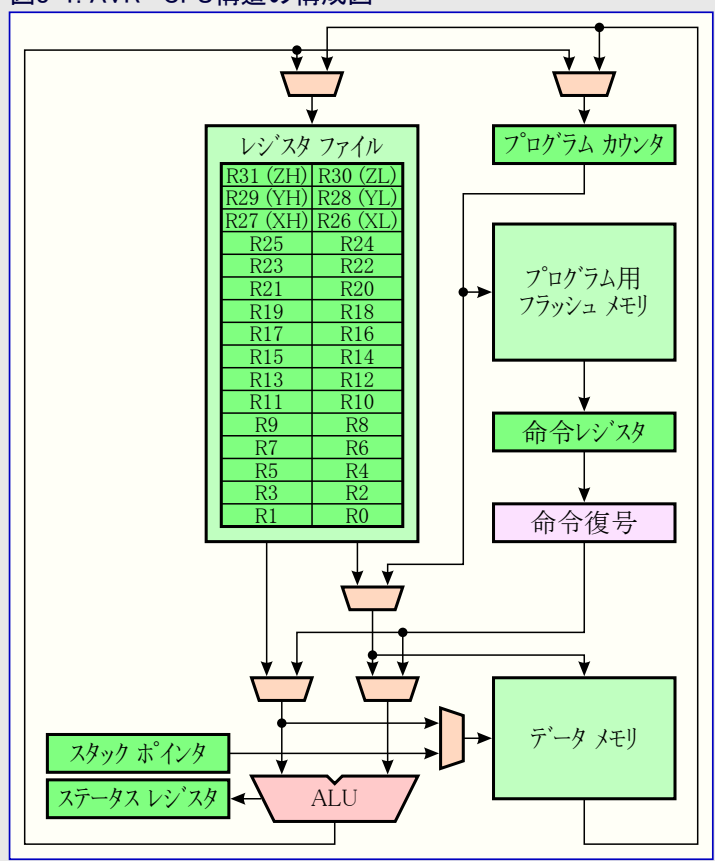 レジスタ ファイル
R31 (ZH) R30 (ZL)
R29 (YH) R28 (YL)
R27 (XH) R26 (XL)
R25 R24
R23 R22
R21 R20
R19 R18
R17 R16
R15 R14
R13 R12
R11 R10
R9 R8
R7 R6
R5 R4
R3 R2
R1 R0
プログラム カウンタ
プログラム用
フラッシュ メモリ
命令レジスタ
命令復号
データ メモリ
スタック ポインタ
ステータス レジスタ
ALU